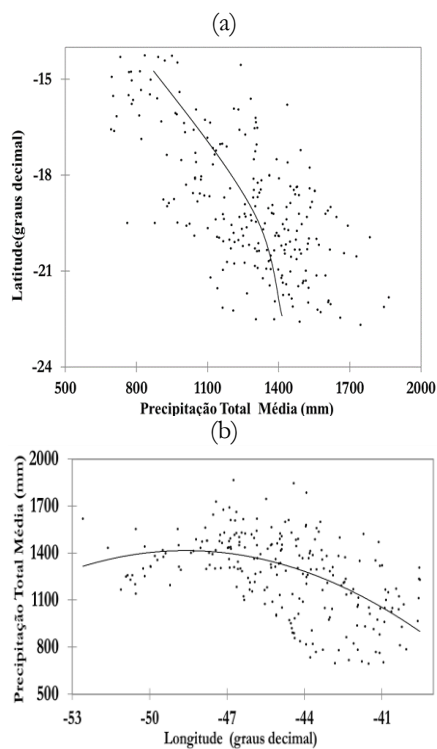 (a)
Latitude(graus decimal)
-15
-18
-21
-24
500 800 1100 1400 1700 2000
Precipitação Total Média (mm)
(b)
Precipitação Total Média (mm)
2000
1700
1400
1100
800
500
-53 -50 -47 -44 -41
Longitude (graus decimal)